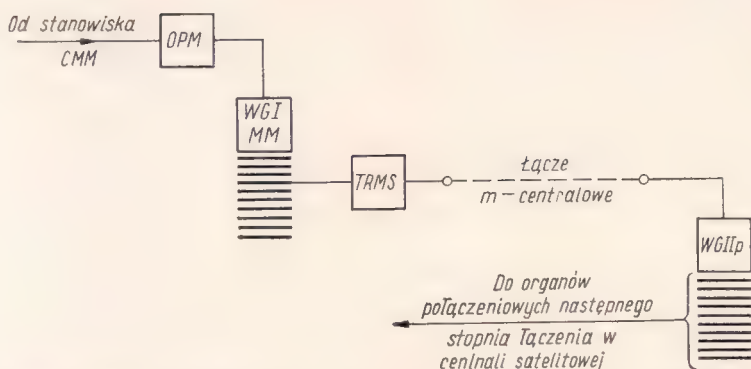 Od stanowiska
CMM
OPM
WGI
MM
TRMS
Łącze
m-centralowe
WGIIp
Do organów
połączeniowych następnego
stopnia łączenia w
centrali satelitowej